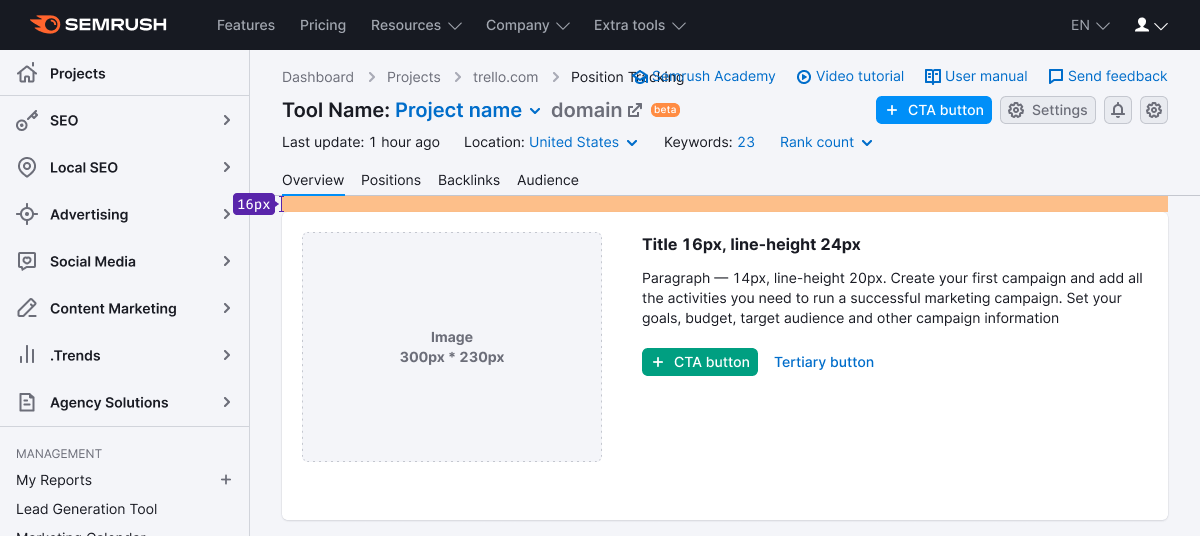 SEMRUSH Features Pricing Resources Company Extra tools EN
Projects
SEO
Local SEO
Advertising
Social Media
Content Marketing
.Trends
Agency Solutions
MANAGEMENT
My Reports
Lead Generation Tool
Marketing Calendar
Dashboard Projects trello.com Position Tracking
Semrush Academy Video tutorial User manual Send feedback
Tool Name: Project name domain beta
+ CTA button Settings
Last update: 1 hour ago Location: United States Keywords: 23 Rank count
Overview Positions Backlinks Audience
16px
Image
300px * 230px
Title 16px, line-height 24px
Paragraph — 14px, line-height 20px. Create your first campaign and add all
the activities you need to run a successful marketing campaign. Set your
goals, budget, target audience and other campaign information
+ CTA button Tertiary button